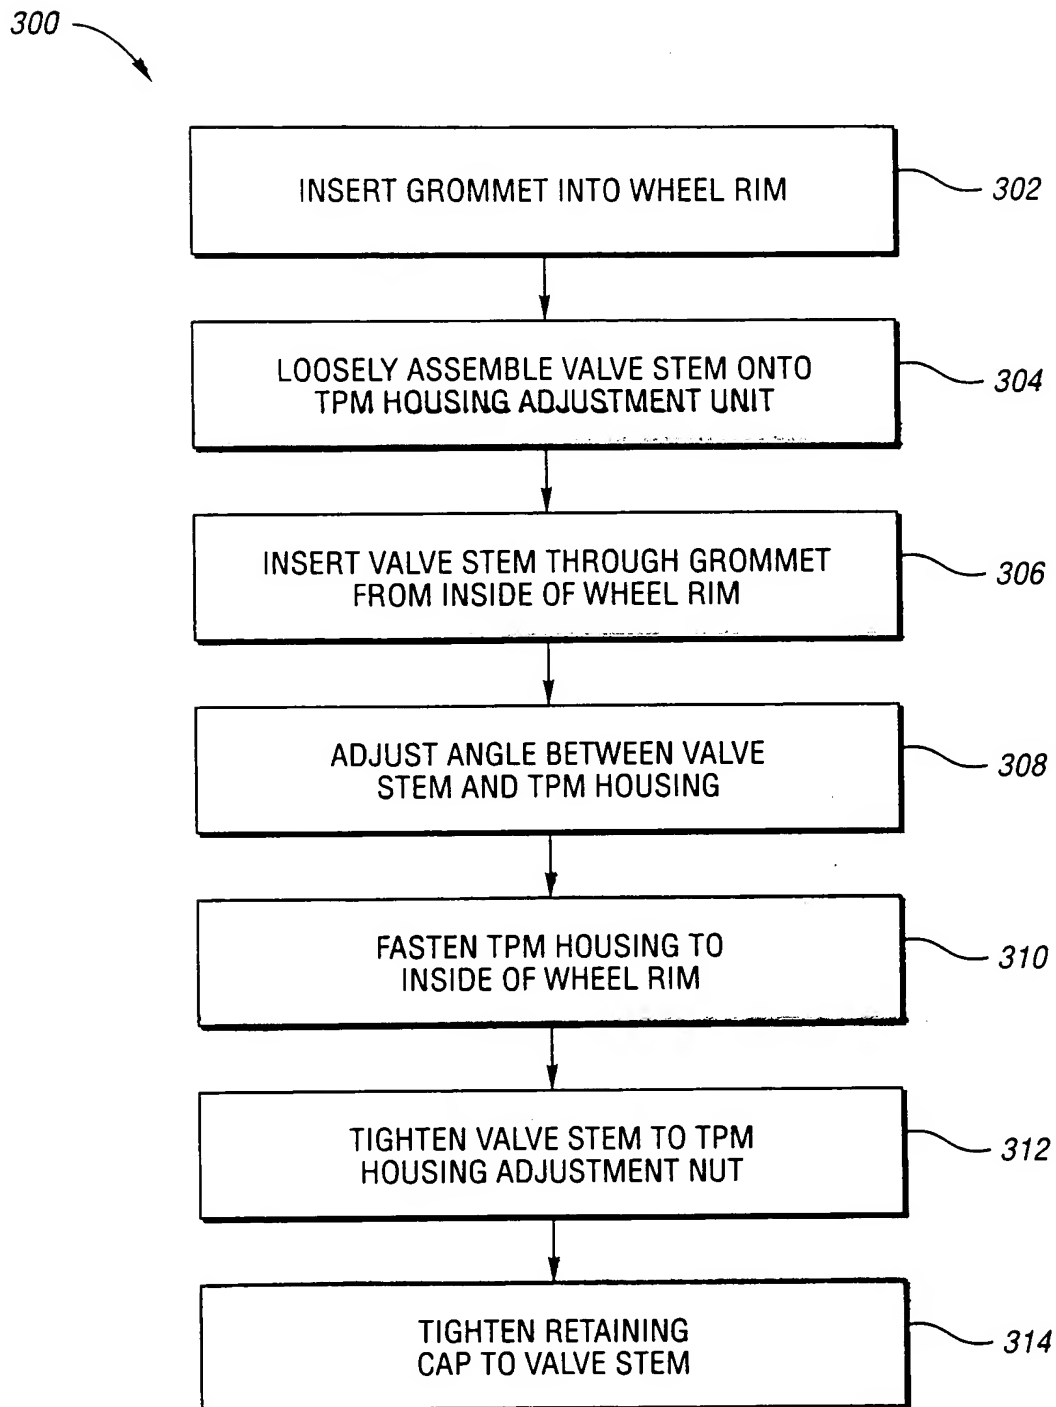 300
INSERT GROMMET INTO WHEEL RIM
302
LOOSELY ASSEMBLE VALVE STEM ONTO
TPM HOUSING ADJUSTMENT UNIT
304
INSERT VALVE STEM THROUGH GROMMET
FROM INSIDE OF WHEEL RIM
306
ADJUST ANGLE BETWEEN VALVE
STEM AND TPM HOUSING
308
FASTEN TPM HOUSING TO
INSIDE OF WHEEL RIM
310
TIGHTEN VALVE STEM TO TPM
HOUSING ADJUSTMENT NUT
312
TIGHTEN RETAINING
CAP TO VALVE STEM
314